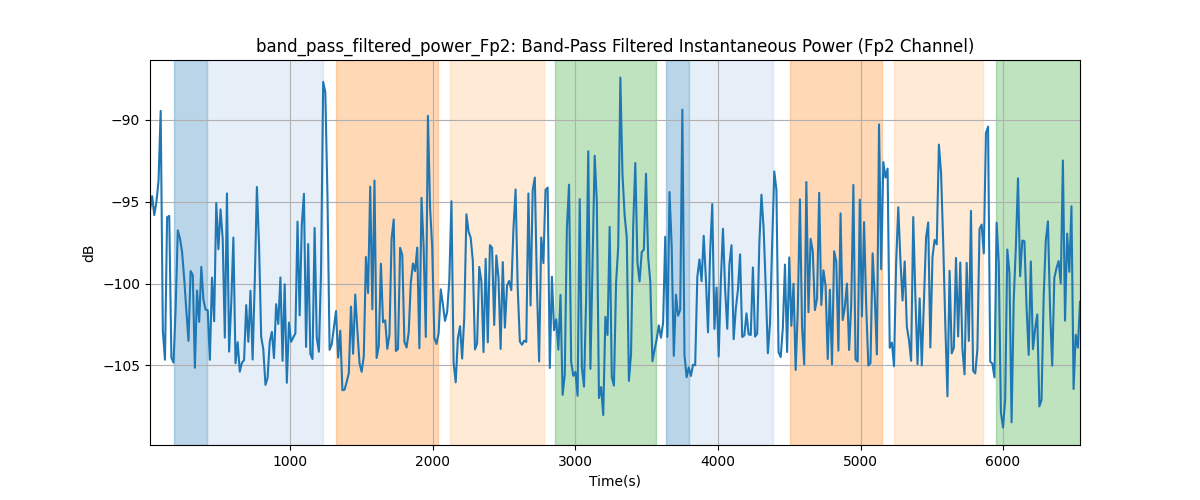 band_pass_filtered_power_Fp2: Band-Pass Filtered Instantaneous Power (Fp2 Channel)
−90
−95
−100
−105
dB
1000 2000 3000 4000 5000 6000
Time(s)